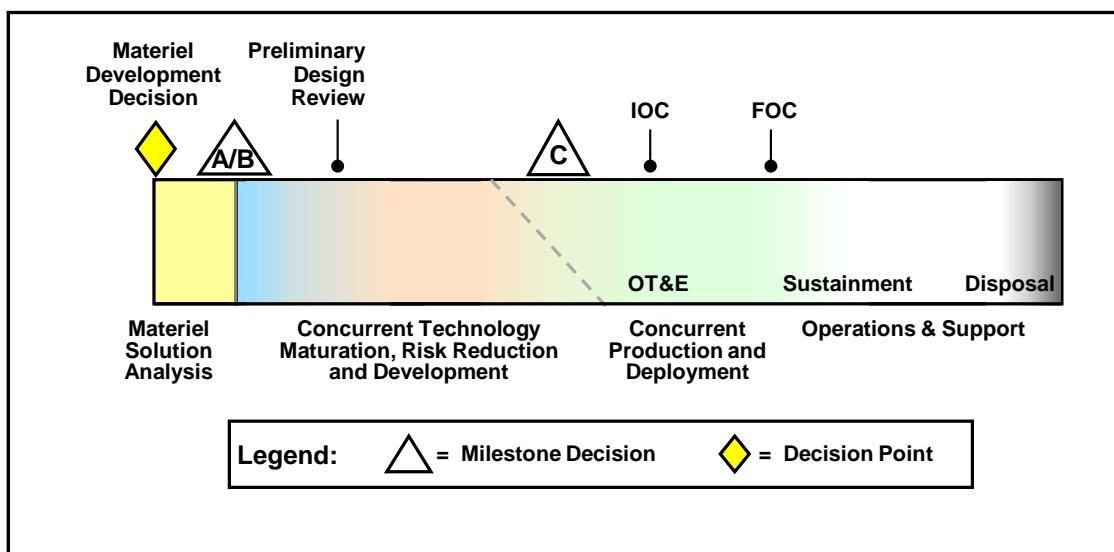 Materiel
Development
Decision
Preliminary
Design
Review
A/B
C
IOC
FOC
OT&E
Sustainment
Disposal
Materiel
Solution
Analysis
Concurrent Technology
Maturation, Risk Reduction
and Development
Concurrent
Production and
Deployment
Operations & Support
Legend:
= Milestone Decision
= Decision Point